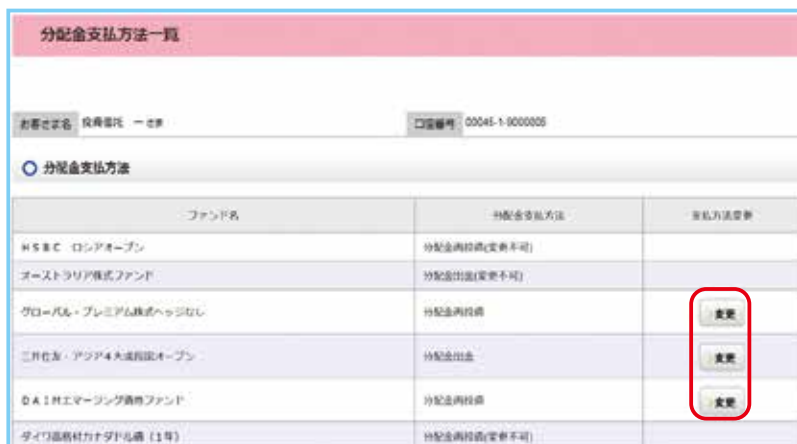 分配金支払方法一覧
お客さま名 投資信託 一 さま 口座番号 00045-1-0000005
分配金支払方法
ファンド名 分配金支払方法 支払方法変更
HSBC ロシアオープン 分配金再投資(変更不可)
オーストラリア株式ファンド 分配金出金(変更不可)
グローバル・プレミアム株式ヘッジなし 分配金再投資 変更
三井住友・アジア4大成長国オープン 分配金出金 変更
DAIMエマージング債券ファンド 分配金再投資 変更
ダイワ高格付カナダドル債(1年) 分配金再投資(変更不可)